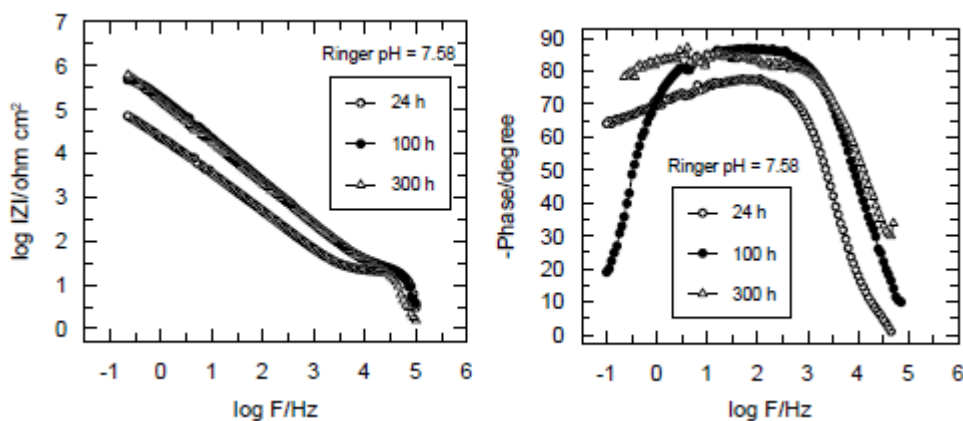 7
6
5
4
3
2
1
0
log IZI/ohm cm²
Ringer pH = 7.58
24 h
100 h
300 h
-1 0 1 2 3 4 5 6
log F/Hz
90
80
70
60
50
40
30
20
10
0
-Phase/degree
Ringer pH = 7.58
24 h
100 h
300 h
-1 0 1 2 3 4 5 6
log F/Hz